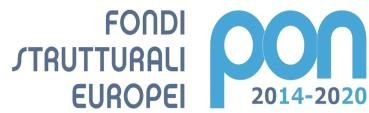 FONDI
STRUTTURALI
EUROPEI
pon
2014-2020